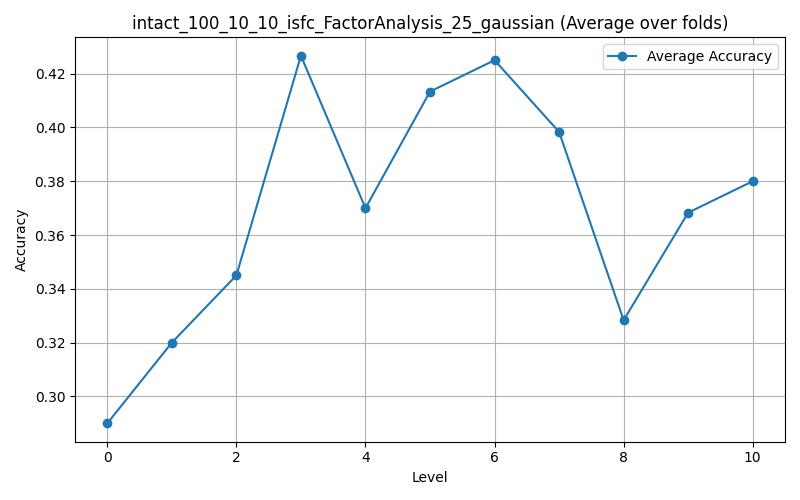 intact_100_10_10_isfc_FactorAnalysis_25_gaussian (Average over folds)
Average Accuracy
Accuracy
0.42
0.40
0.38
0.36
0.34
0.32
0.30
0 2 4 6 8 10
Level